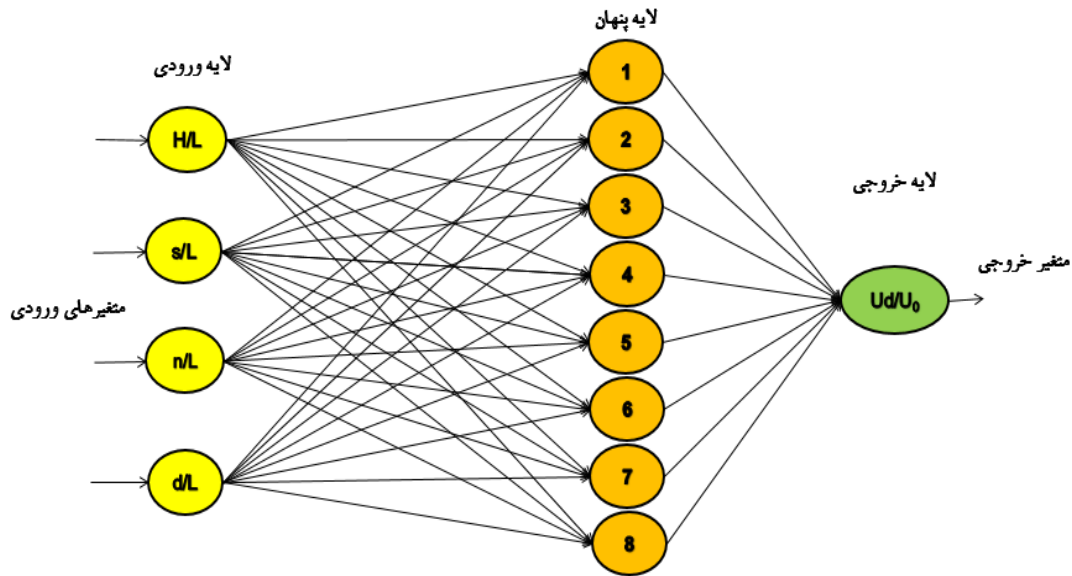 لایه پنهان
لایه ورودی
لایه خروجی
متغیر خروجی
متغیرهای ورودی
H/L
s/L
n/L
d/L
1
2
3
4
5
6
7
8
Ud/U₀